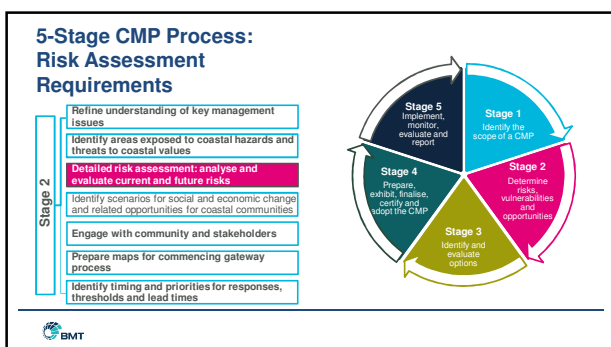 5-Stage CMP Process:
Risk Assessment
Requirements
Stage 2
Refine understanding of key management
issues
Identify areas exposed to coastal hazards and
threats to coastal values
Detailed risk assessment: analyse and
evaluate current and future risks
Identify scenarios for social and economic change
and related opportunities for coastal communities
Engage with community and stakeholders
Prepare maps for commencing gateway
process
Identify timing and priorities for responses,
thresholds and lead times
Stage 1
Identify the
scope of a CMP
Stage 2
Determine
risks,
vulnerabilities
and
opportunities
Stage 3
Identify and
evaluate
options
Stage 4
Prepare,
exhibit, finalise,
certify and
adopt the CMP
Stage 5
Implement,
monitor,
evaluate and
report
BMT